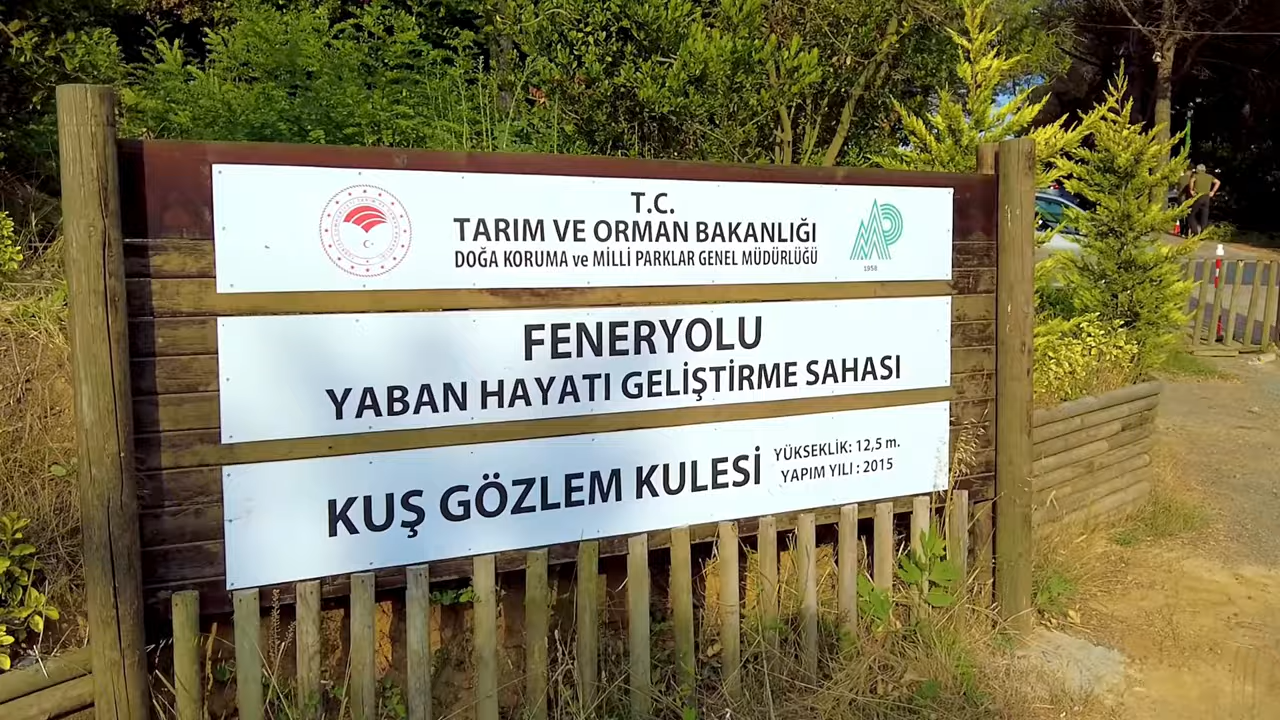 T.C.
TARIM VE ORMAN BAKANLIĞI
DOĞA KORUMA ve MİLLİ PARKLAR GENEL MÜDÜRLÜĞÜ
1958
FENERYOLU
YABAN HAYATI GELİŞTİRME SAHASI
KUŞ GÖZLEM KULESİ
YÜKSEKLİK: 12,5 m.
YAPIM YILI : 2015